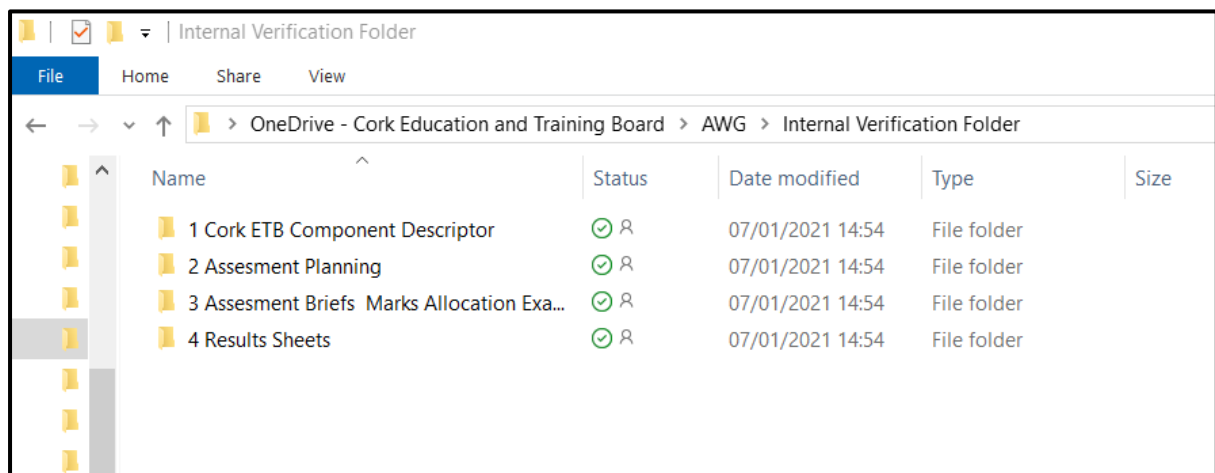 Internal Verification Folder
File Home Share View
OneDrive - Cork Education and Training Board > AWG > Internal Verification Folder
Name Status Date modified Type Size
1 Cork ETB Component Descriptor 07/01/2021 14:54 File folder
2 Assesment Planning 07/01/2021 14:54 File folder
3 Assesment Briefs  Marks Allocation Exa... 07/01/2021 14:54 File folder
4 Results Sheets 07/01/2021 14:54 File folder